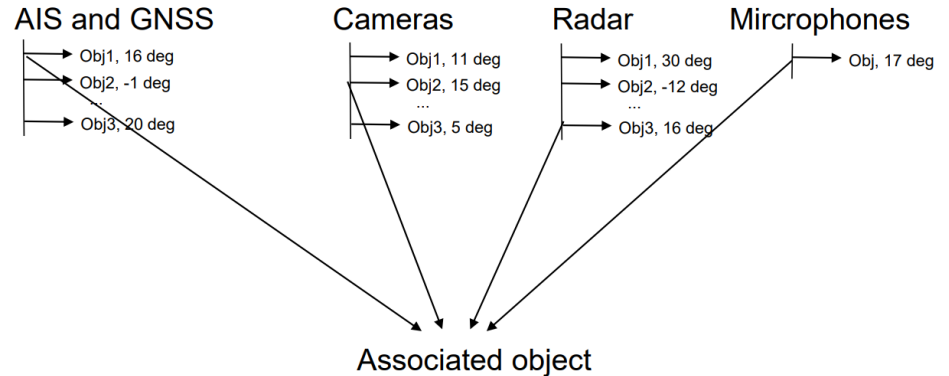 AIS and GNSS
Obj1, 16 deg
Obj2, -1 deg
...
Obj3, 20 deg
Cameras
Obj1, 11 deg
Obj2, 15 deg
...
Obj3, 5 deg
Radar
Obj1, 30 deg
Obj2, -12 deg
...
Obj3, 16 deg
Mircrophones
Obj, 17 deg
Associated object